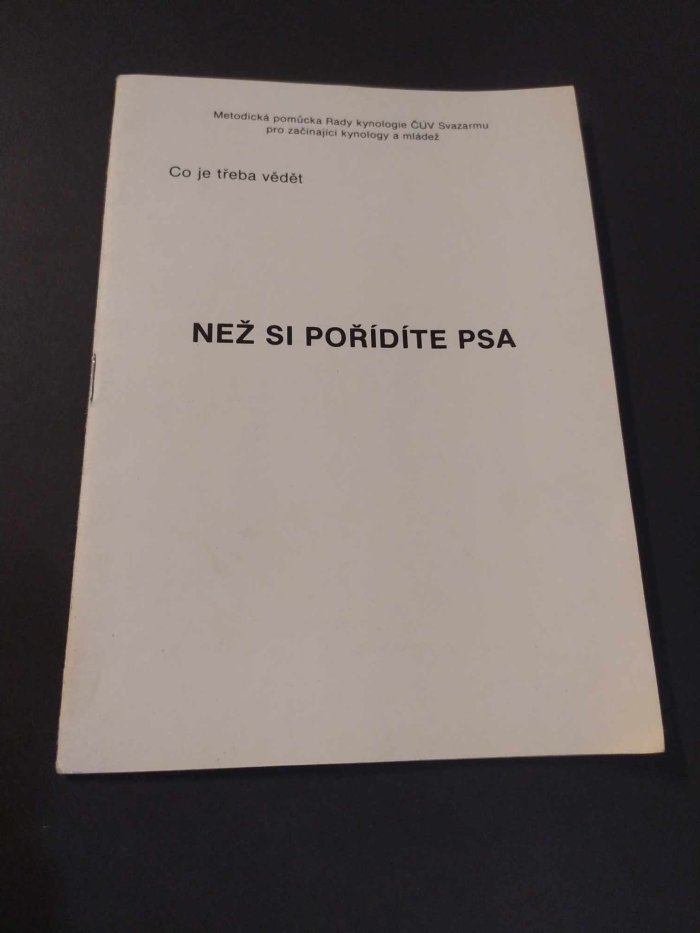 Metodická pomůcka Rady kynologie ČÚV Svazarmu
pro začínající kynology a mládež
Co je třeba vědět
NEŽ SI POŘÍDÍTE PSA